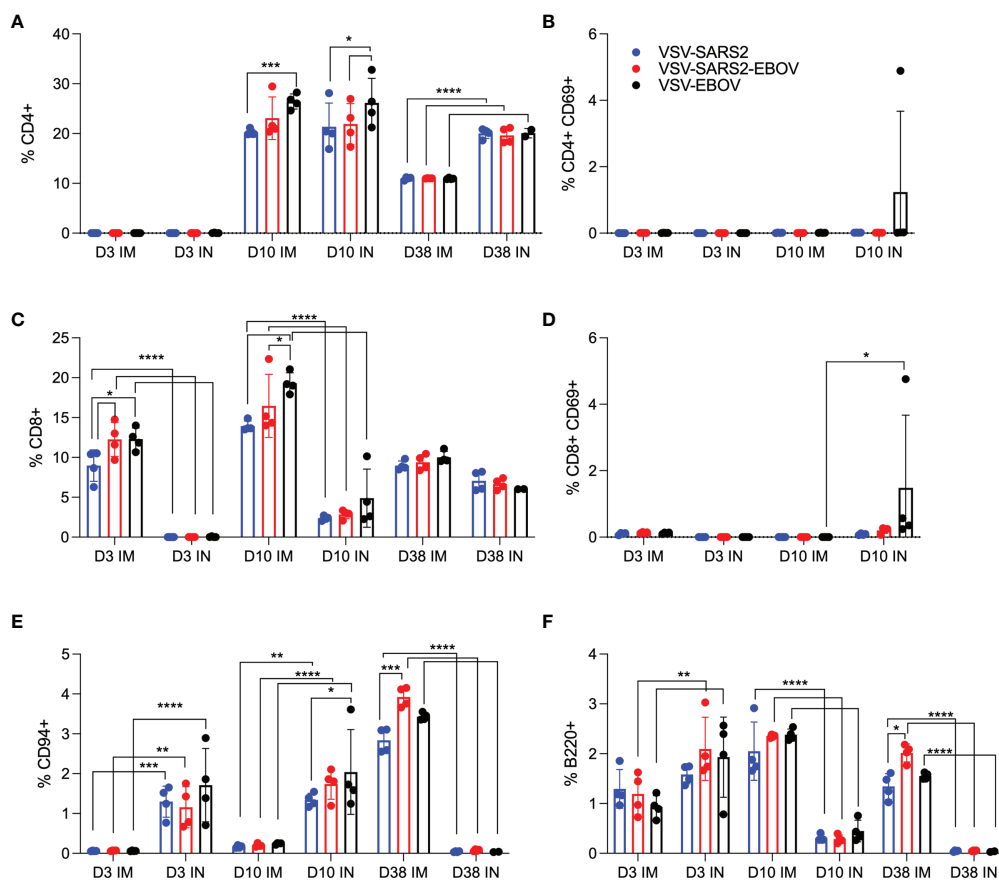 A
% CD4+
40
30
20
10
0
***
*
****
D3 IM D3 IN D10 IM D10 IN D38 IM D38 IN
B
% CD4+ CD69+
6
4
2
0
VSV-SARS2
VSV-SARS2-EBOV
VSV-EBOV
D3 IM D3 IN D10 IM D10 IN
C
% CD8+
25
20
15
10
5
0
****
*
****
*
D3 IM D3 IN D10 IM D10 IN D38 IM D38 IN
D
% CD8+ CD69+
6
4
2
0
*
D3 IM D3 IN D10 IM D10 IN
E
% CD94+
5
4
3
2
1
0
****
**
***
**
****
*
****
***
D3 IM D3 IN D10 IM D10 IN D38 IM D38 IN
F
% B220+
4
3
2
1
0
**
****
****
*
****
D3 IM D3 IN D10 IM D10 IN D38 IM D38 IN